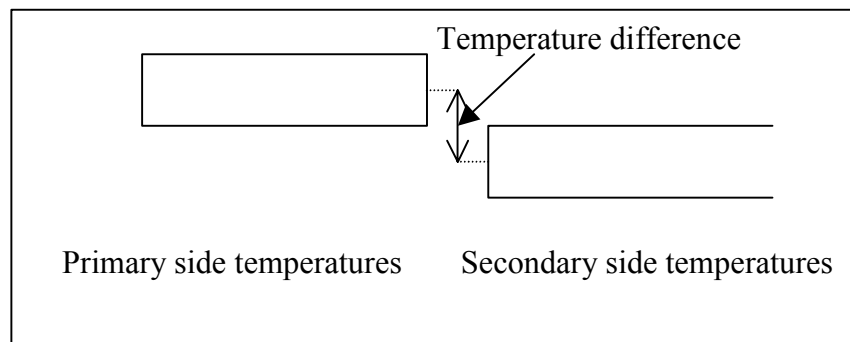 Temperature difference
Primary side temperatures
Secondary side temperatures